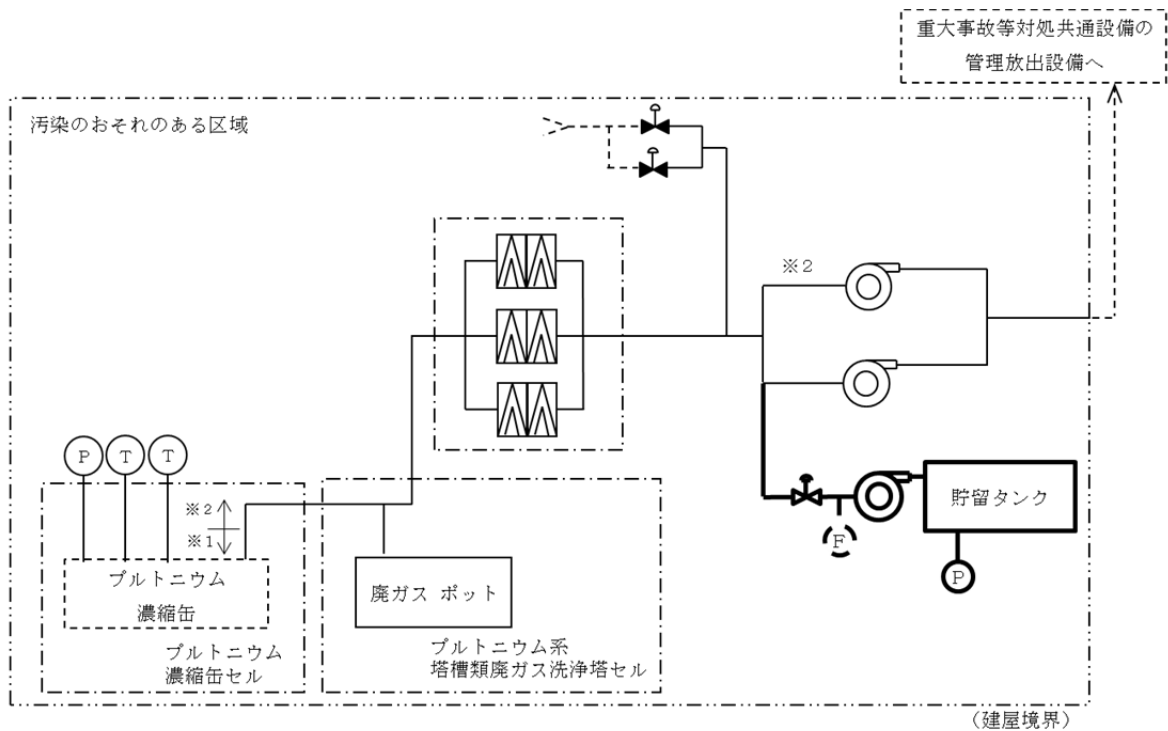 重大事故等対処共通設備の
管理放出設備へ
汚染のおそれのある区域
※2
P
T
T
※2
※1
プルトニウム
濃縮缶
プルトニウム
濃縮缶セル
廃ガス ポット
プルトニウム系
塔槽類廃ガス洗浄塔セル
F
貯留タンク
P
(建屋境界)